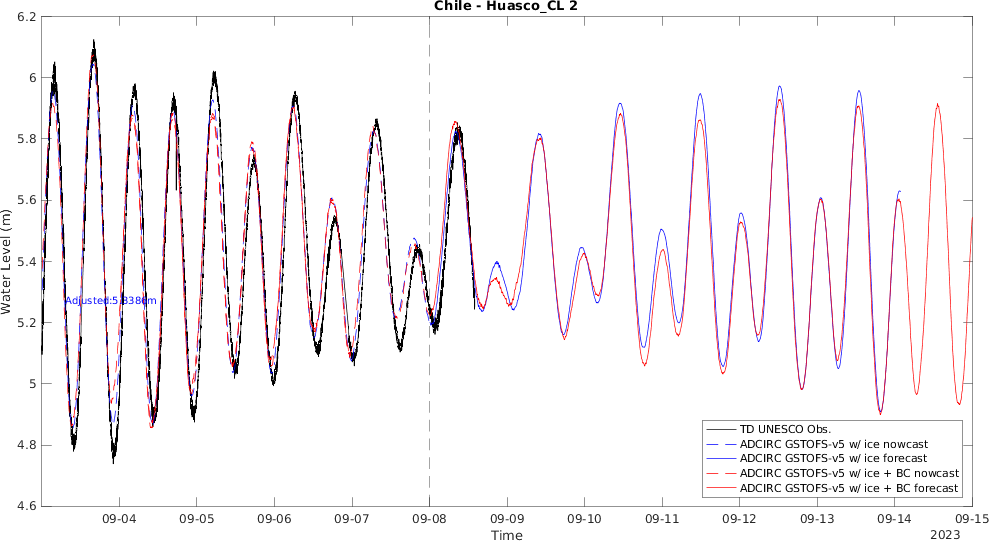 Chile - Huasco_CL 2
6.2
6
5.8
5.6
5.4
5.2
5
4.8
4.6
Water Level (m)
Adjusted:5.3386m
TD UNESCO Obs.
ADCIRC GSTOFS-v5 w/ ice nowcast
ADCIRC GSTOFS-v5 w/ ice forecast
ADCIRC GSTOFS-v5 w/ ice + BC nowcast
ADCIRC GSTOFS-v5 w/ ice + BC forecast
09-04 09-05 09-06 09-07 09-08 09-09 09-10 09-11 09-12 09-13 09-14 09-15
Time
2023